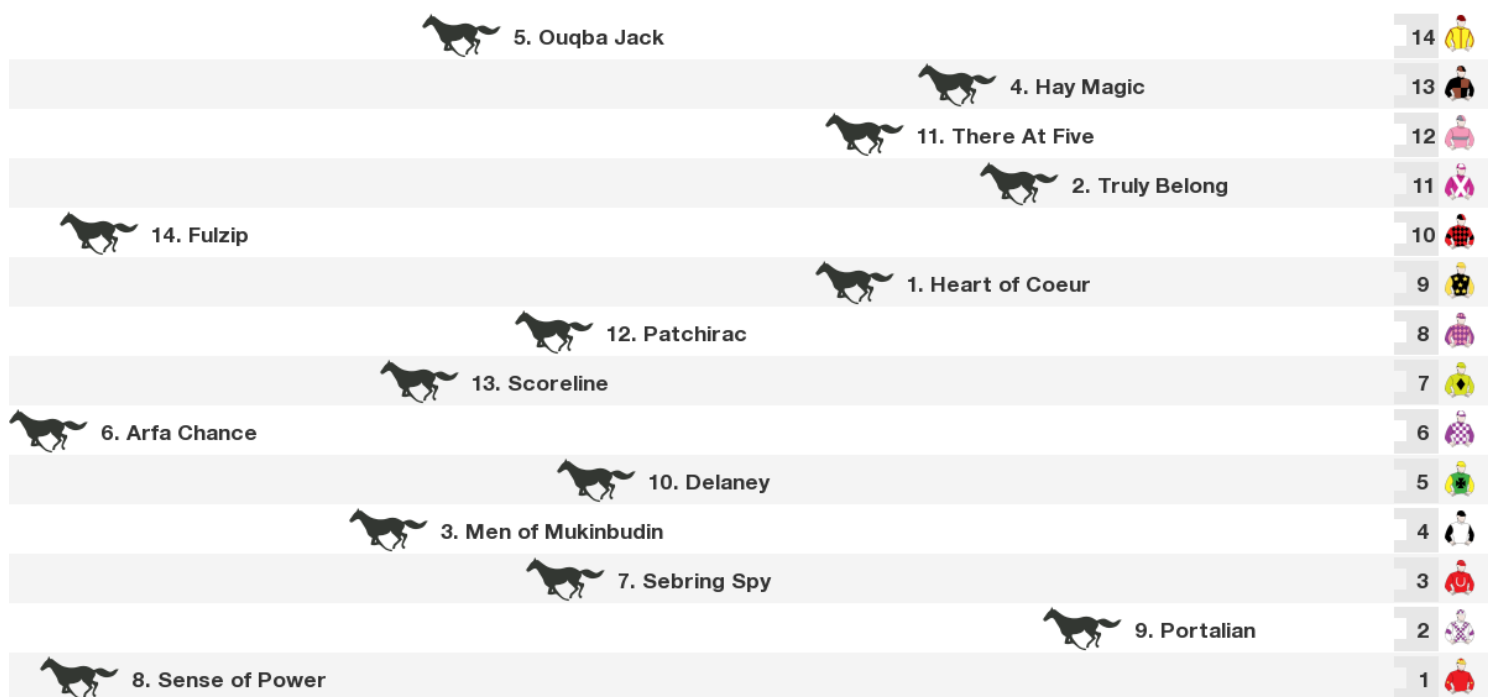 5. Ouqba Jack 14
4. Hay Magic 13
11. There At Five 12
2. Truly Belong 11
14. Fulzip 10
1. Heart of Coeur 9
12. Patchirac 8
13. Scoreline 7
6. Arfa Chance 6
10. Delaney 5
3. Men of Mukinbudin 4
7. Sebring Spy 3
9. Portalian 2
8. Sense of Power 1